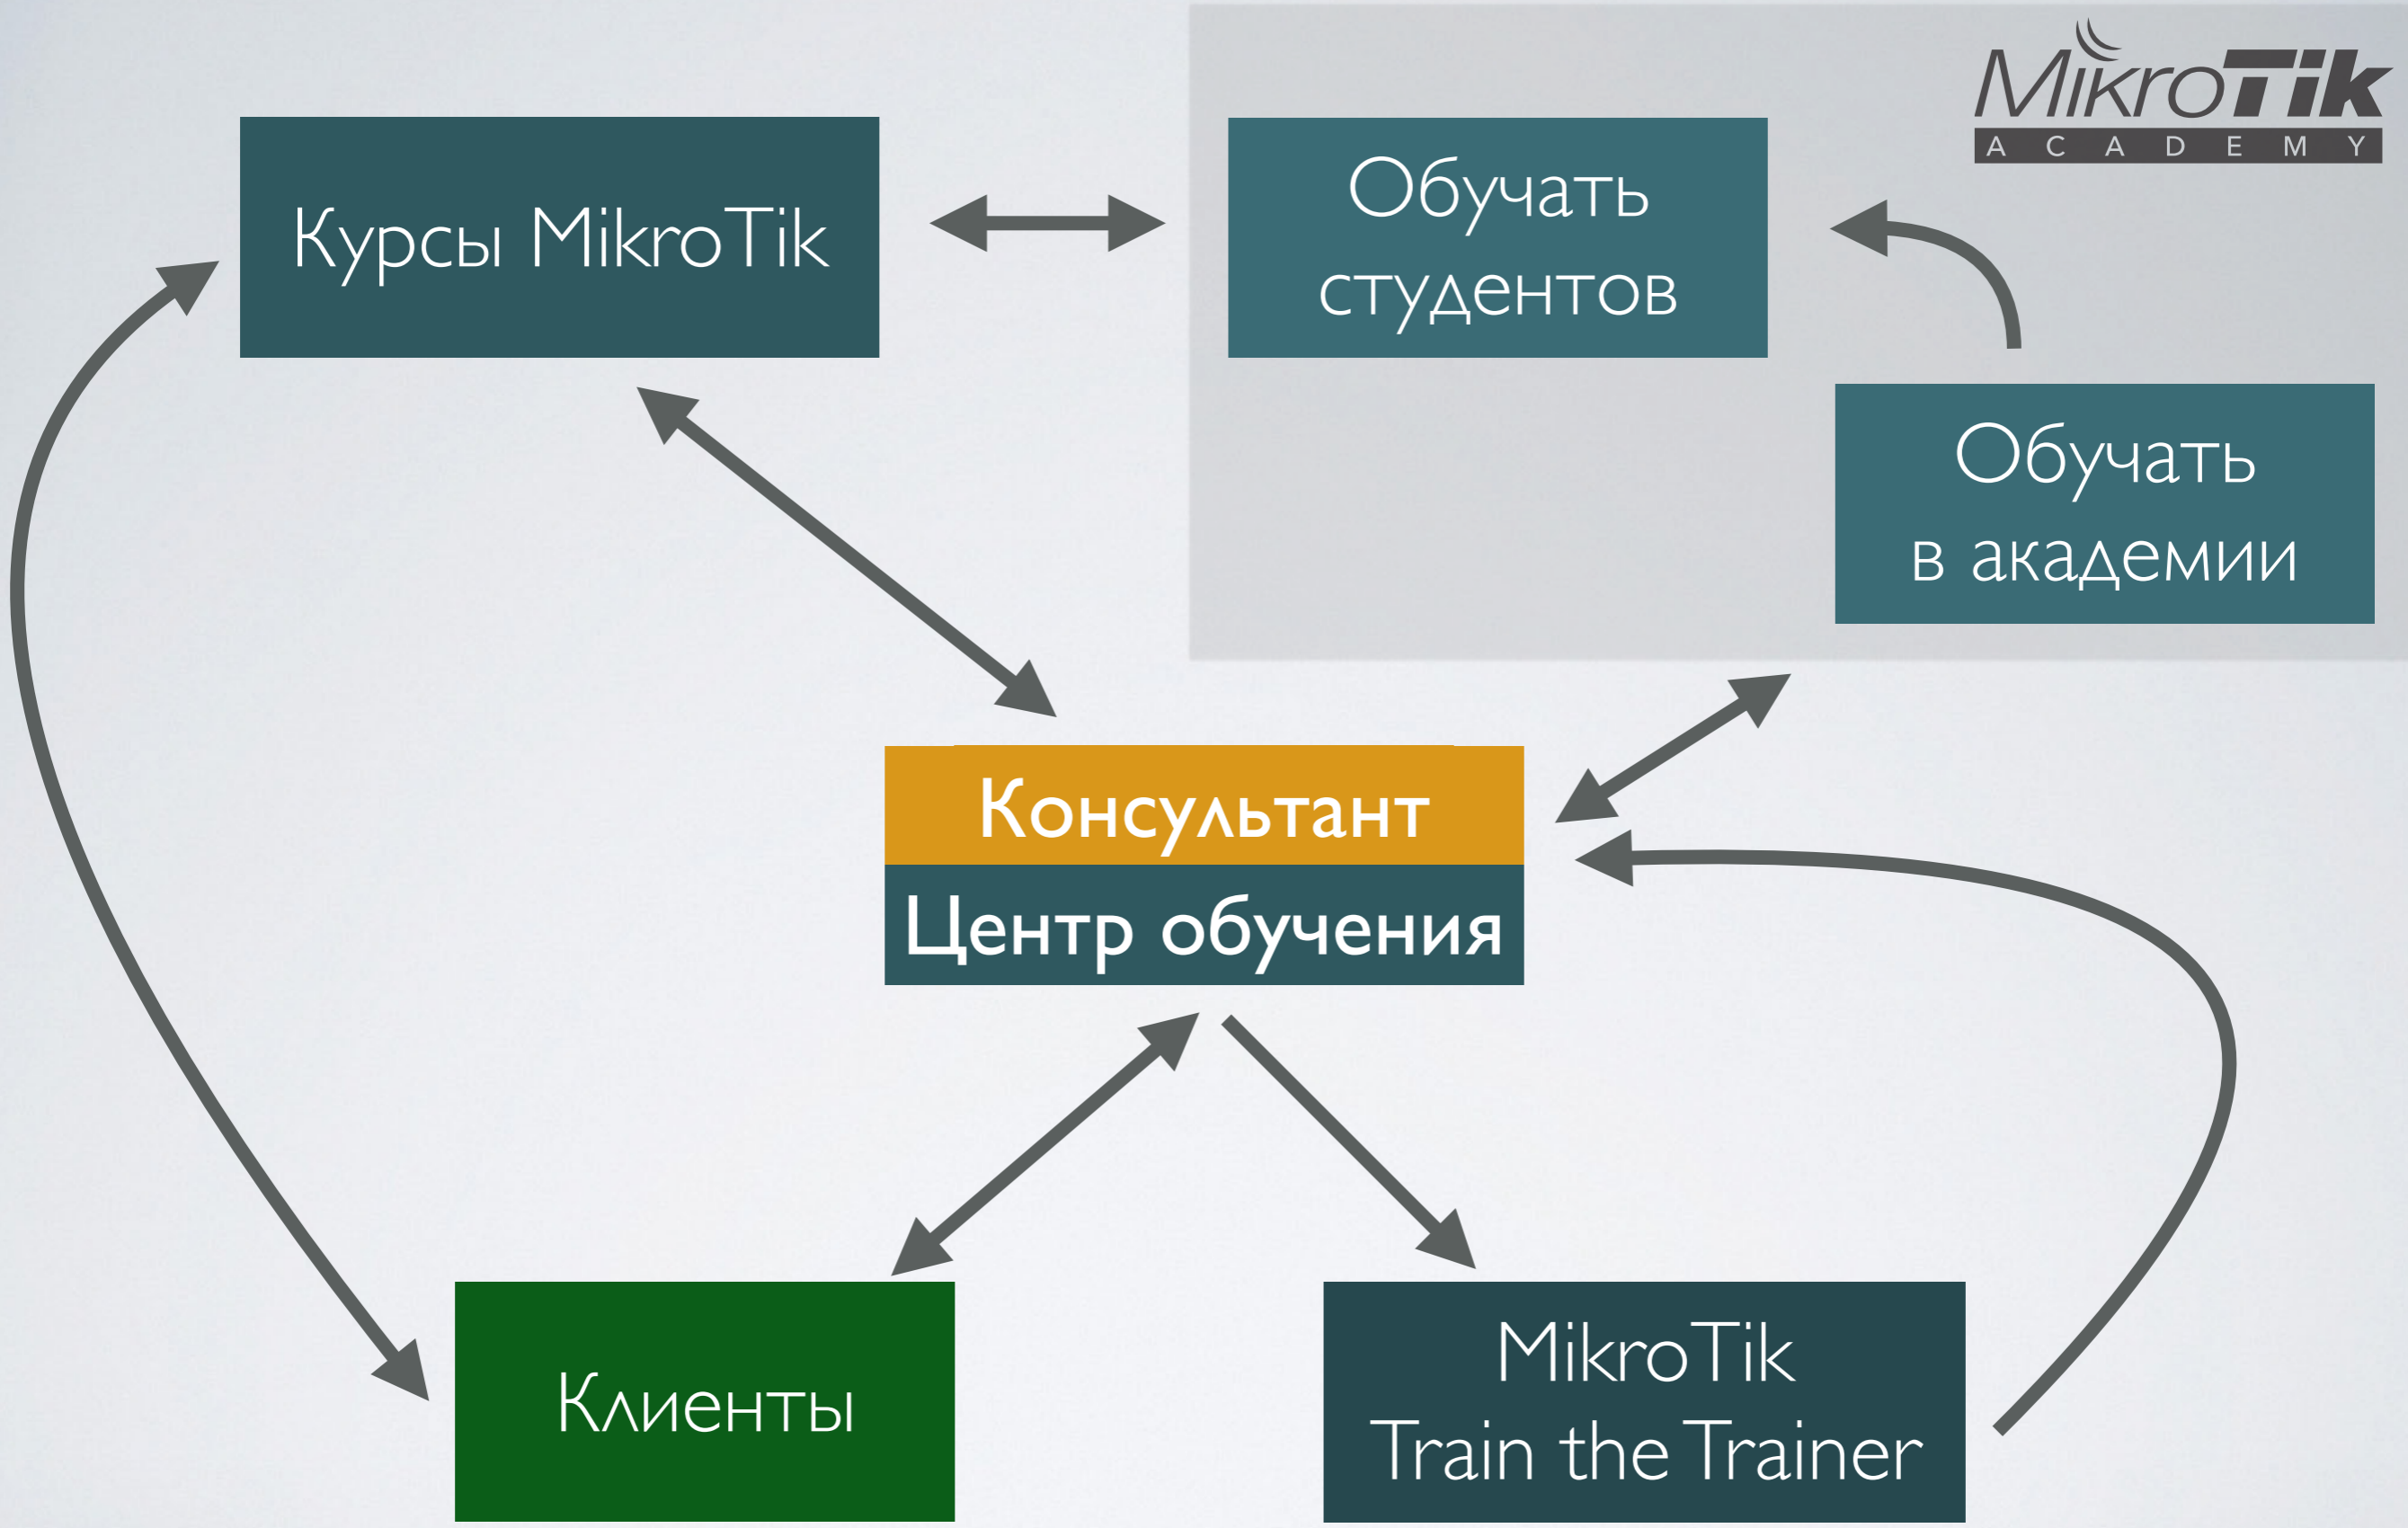 MikroTik
ACADEMY
Курсы MikroTik
Обучать
студентов
Обучать
в академии
Консультант
Центр обучения
Клиенты
MikroTik
Train the Trainer